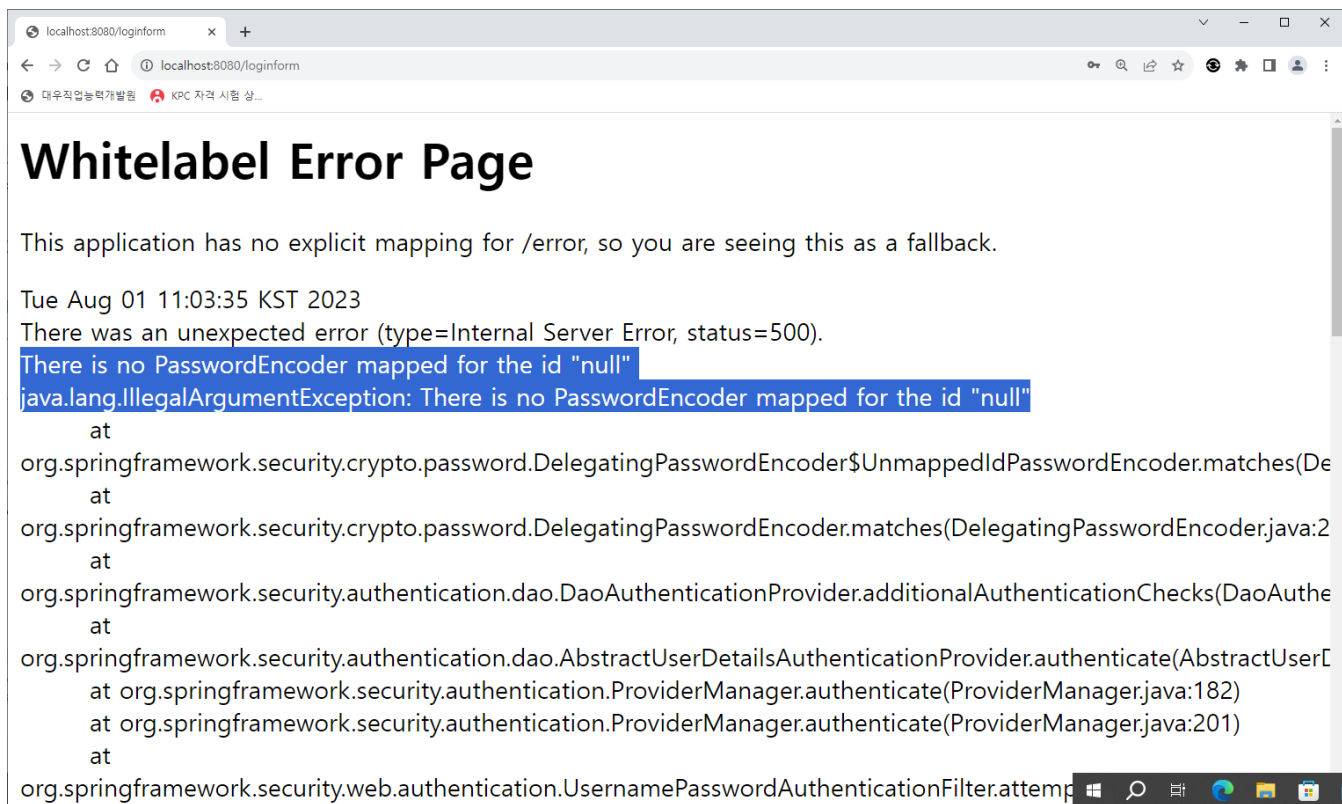 localhost:8080/loginform
localhost:8080/loginform
대우직업능력개발원 KPC 자격 시험 상...
Whitelabel Error Page
This application has no explicit mapping for /error, so you are seeing this as a fallback.
Tue Aug 01 11:03:35 KST 2023
There was an unexpected error (type=Internal Server Error, status=500).
There is no PasswordEncoder mapped for the id "null"
java.lang.IllegalArgumentException: There is no PasswordEncoder mapped for the id "null"
at
org.springframework.security.crypto.password.DelegatingPasswordEncoder$UnmappedIdPasswordEncoder.matches(De
at
org.springframework.security.crypto.password.DelegatingPasswordEncoder.matches(DelegatingPasswordEncoder.java:2
at
org.springframework.security.authentication.dao.DaoAuthenticationProvider.additionalAuthenticationChecks(DaoAuthe
at
org.springframework.security.authentication.dao.AbstractUserDetailsAuthenticationProvider.authenticate(AbstractUserD
at org.springframework.security.authentication.ProviderManager.authenticate(ProviderManager.java:182)
at org.springframework.security.authentication.ProviderManager.authenticate(ProviderManager.java:201)
at
org.springframework.security.web.authentication.UsernamePasswordAuthenticationFilter.attemp